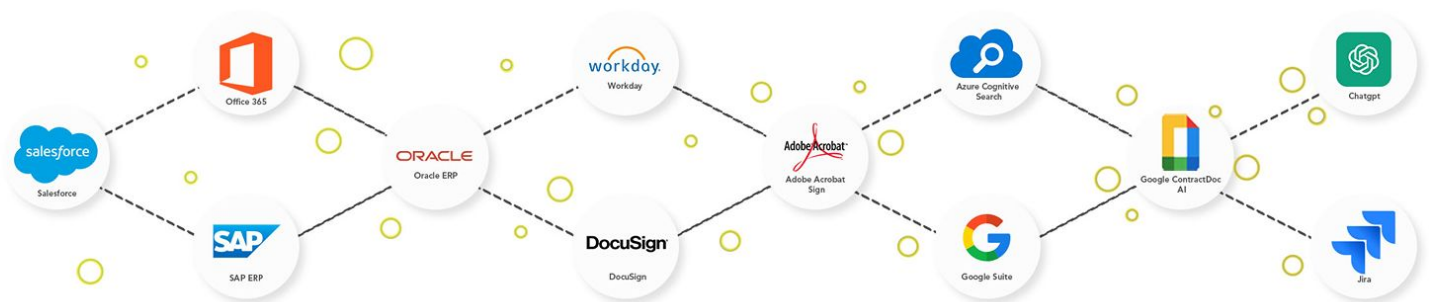 salesforce
Salesforce
Office 365
SAP
SAP ERP
ORACLE
Oracle ERP
workday.
Workday
DocuSign
DocuSign
Adobe Acrobat
Adobe Acrobat
Sign
Azure Cognitive
Search
Google Suite
Google ContractDoc
AI
Chatgpt
Jira